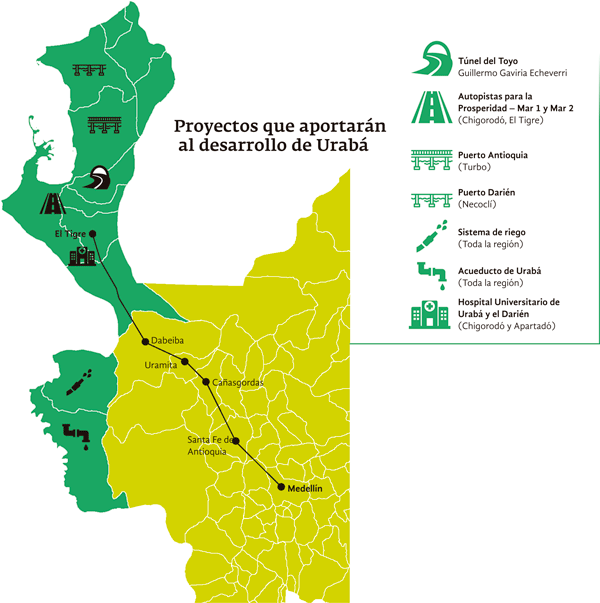 Proyectos que aportarán
al desarrollo de Urabá
El Tigre
Dabeiba
Uramita
Cañasgordas
Santa Fe de
Antioquia
Medellín
Túnel del Toyo
Guillermo Gaviria Echeverri
Autopistas para la
Prosperidad – Mar 1 y Mar 2
(Chigorodó, El Tigre)
Puerto Antioquia
(Turbo)
Puerto Darién
(Necoclí)
Sistema de riego
(Toda la región)
Acueducto de Urabá
(Toda la región)
Hospital Universitario de
Urabá y el Darién
(Chigorodó y Apartadó)